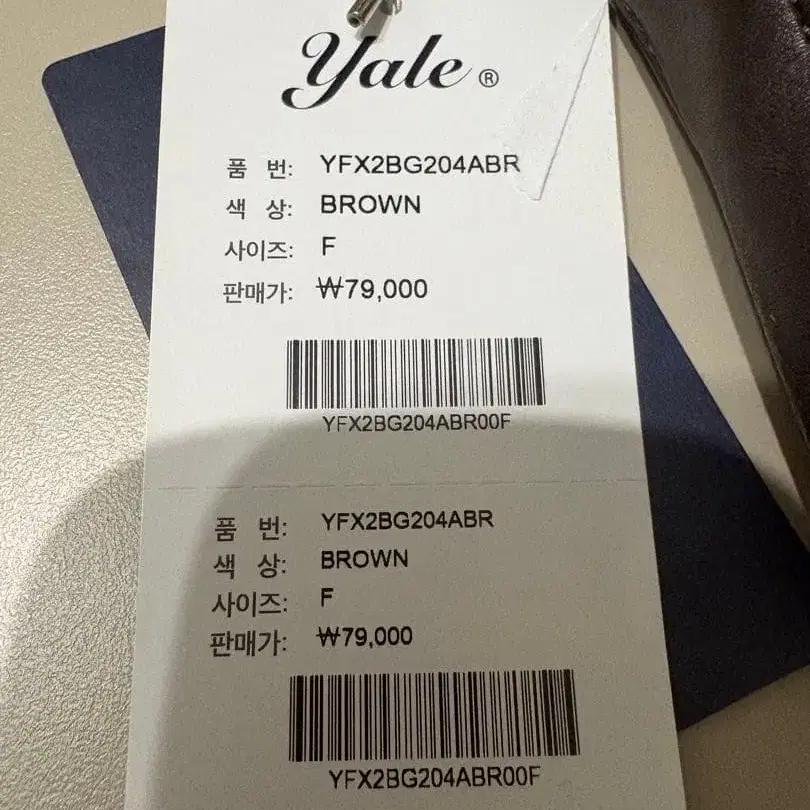 Yale ®
품 번: YFX2BG204ABR
색 상: BROWN
사이즈: F
판매가: ₩79,000
YFX2BG204ABR00F
품 번: YFX2BG204ABR
색 상: BROWN
사이즈: F
판매가: ₩79,000
YFX2BG204ABR00F